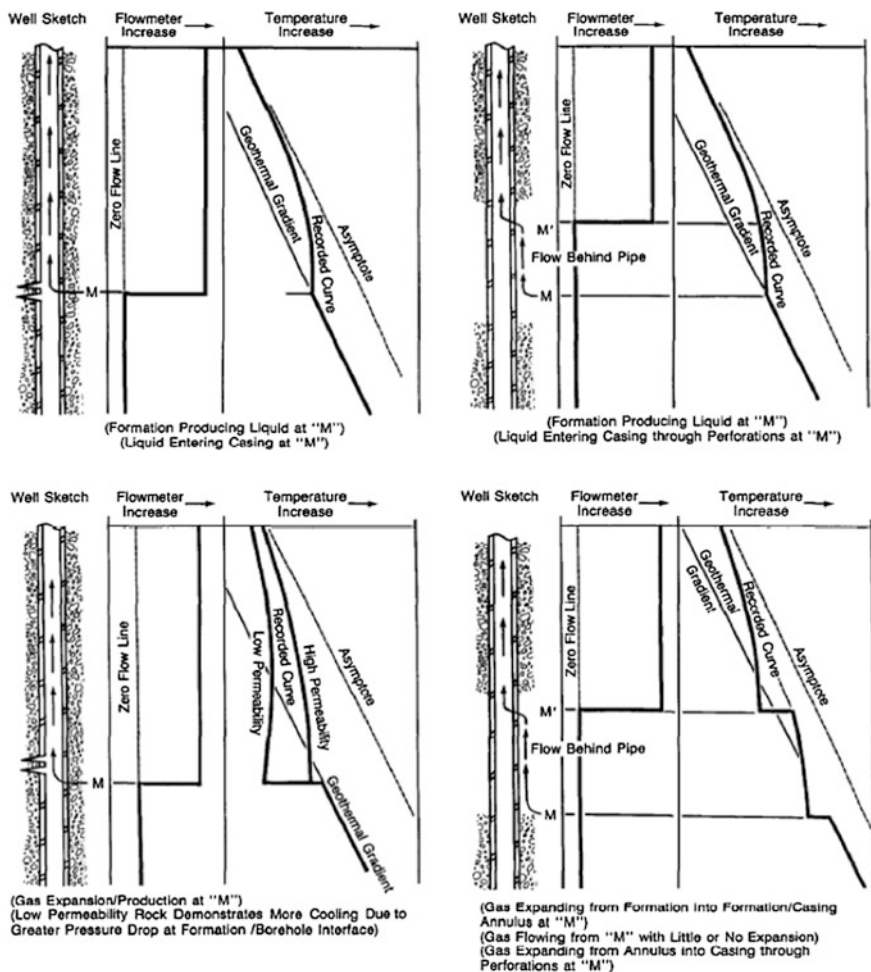 Well Sketch Flowmeter Increase Temperature Increase
Zero Flow Line
Geothermal Gradient
Recorded Curve
Asymptote
M
(Formation Producing Liquid at "M")
(Liquid Entering Casing at "M")
Well Sketch Flowmeter Increase Temperature Increase
Zero Flow Line
Geothermal Gradient
Recorded Curve
Asymptote
M'
Flow Behind Pipe
M
(Formation Producing Liquid at "M")
(Liquid Entering Casing through Perforations at "M")
Well Sketch Flowmeter Increase Temperature Increase
Zero Flow Line
Low Permeability
Recorded Curve
High Permeability
Asymptote
M
Geothermal Gradient
(Gas Expansion/Production at "M")
(Low Permeability Rock Demonstrates More Cooling Due to
Greater Pressure Drop at Formation /Borehole Interface)
Well Sketch Flowmeter Increase Temperature Increase
Zero Flow Line
Geothermal
Gradient
Recorded Curve
Asymptote
M'
Flow Behind Pipe
M
(Gas Expanding from Formation into Formation/Casing
Annulus at "M")
(Gas Flowing from "M" with Little or No Expansion)
(Gas Expanding from Annulus into Casing through
Perforations at "M")